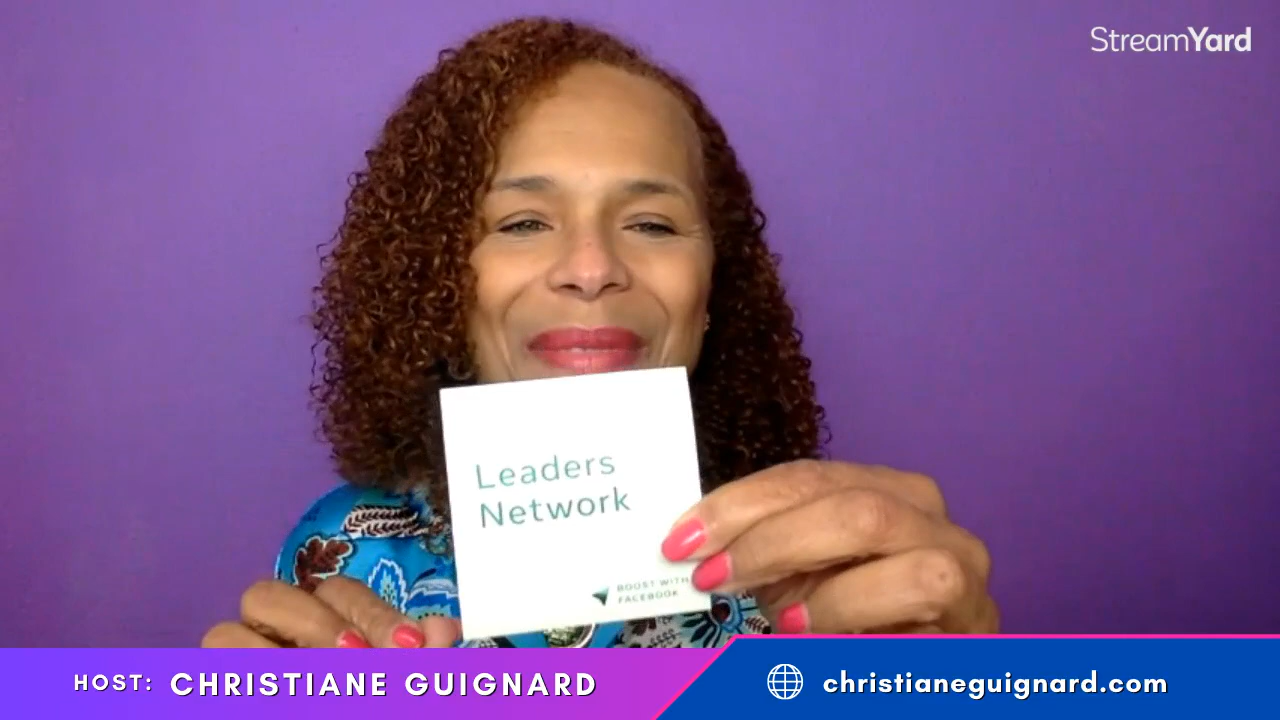 StreamYard
Leaders
Network
BOOST WITH
FACEBOOK
HOST: CHRISTIANE GUIGNARD
christianeguignard.com